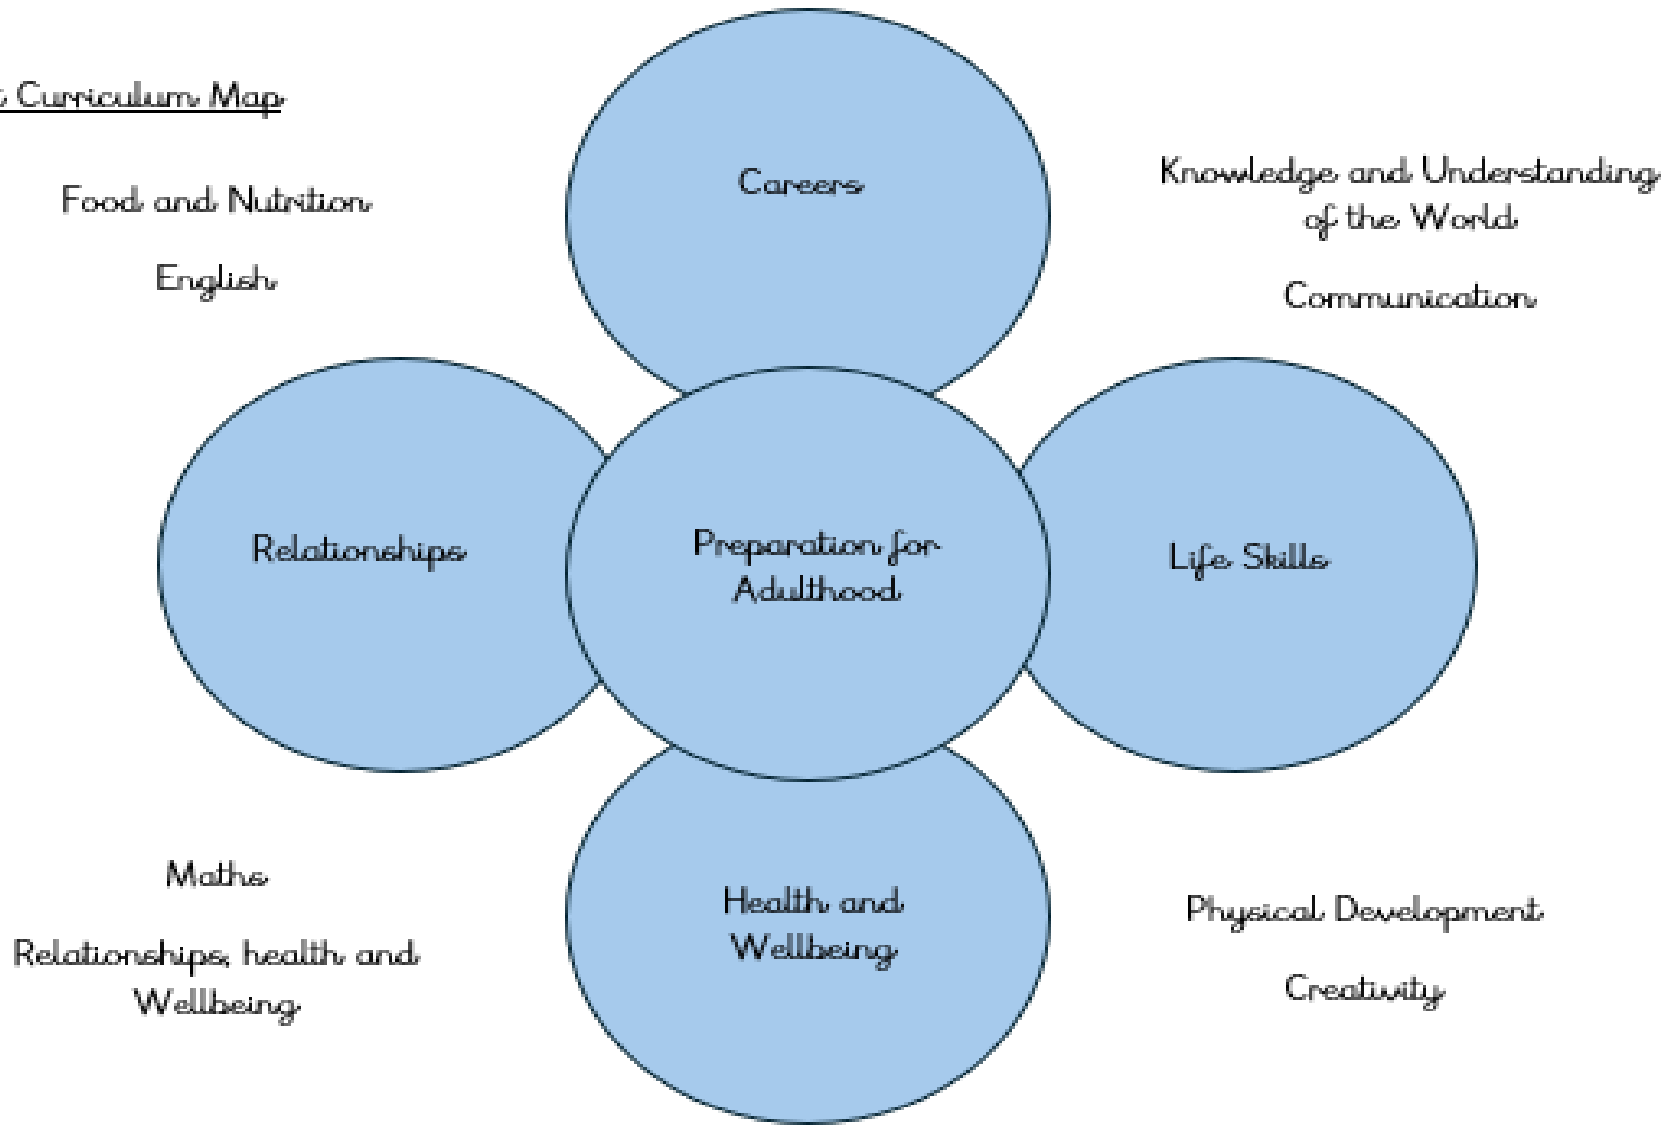 Curriculum Map
Food and Nutrition
English
Careers
Knowledge and Understanding
of the World
Communication
Relationships
Preparation for
Adulthood
Life Skills
Maths
Relationships, health and
Wellbeing
Health and
Wellbeing
Physical Development
Creativity